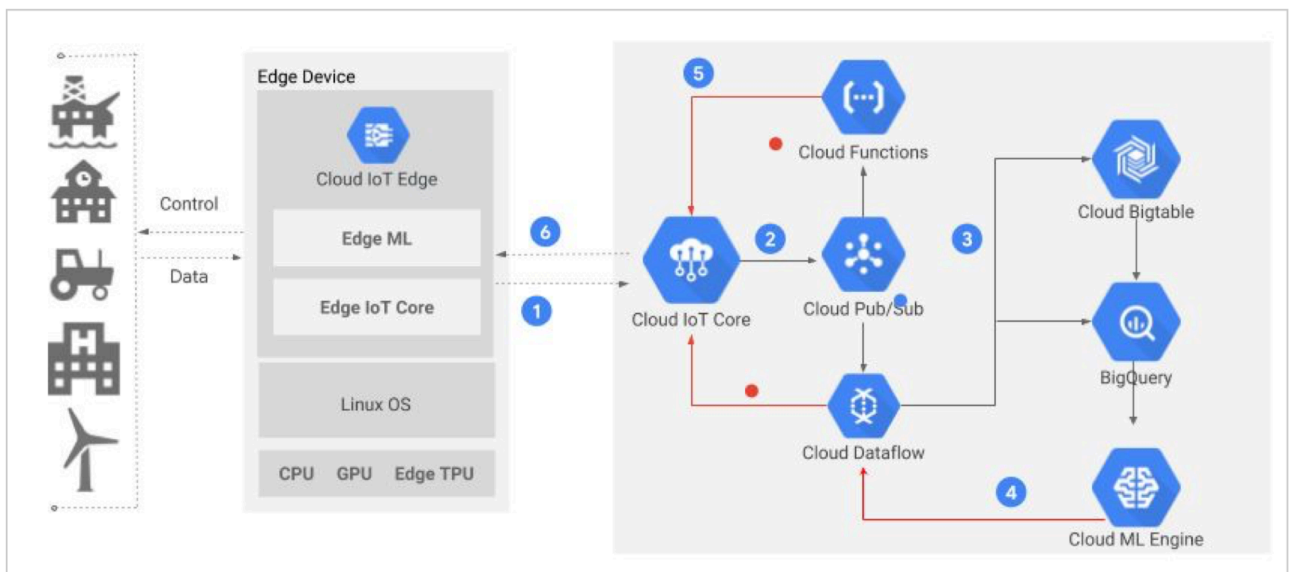 Edge Device
Cloud IoT Edge
Edge ML
Edge IoT Core
Linux OS
CPU GPU Edge TPU
Control
Data
6
1
5
Cloud Functions
2
Cloud IoT Core
Cloud Pub/Sub
3
Cloud Bigtable
BigQuery
Cloud Dataflow
4
Cloud ML Engine
H